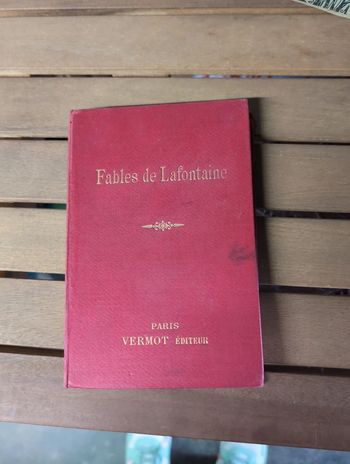 Fables de Lafontaine
PARIS
VERMOT ÉDITEUR